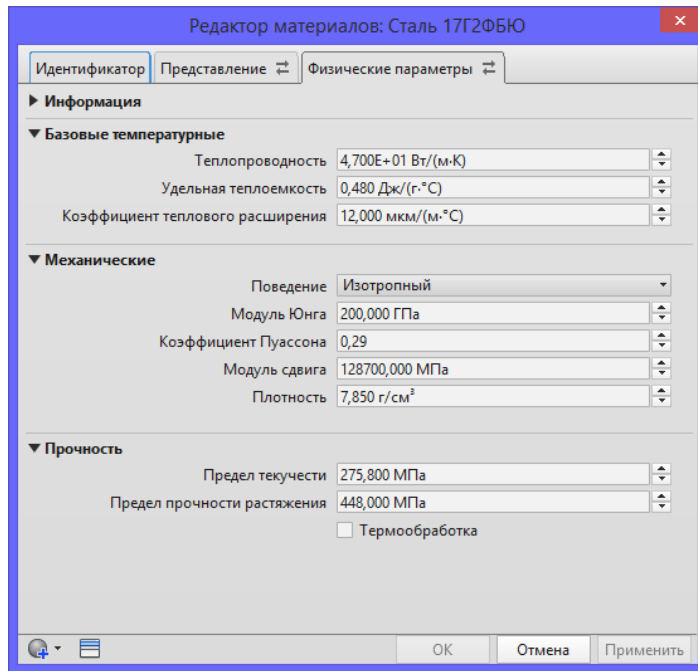 Редактор материалов: Сталь 17Г2ФБЮ
Идентификатор Представление Физические параметры
Информация
Базовые температурные
Теплопроводность 4,700E+01 Вт/(м·К)
Удельная теплоемкость 0,480 Дж/(г·°C)
Коэффициент теплового расширения 12,000 мкм/(м·°C)
Механические
Поведение Изотропный
Модуль Юнга 200,000 ГПа
Коэффициент Пуассона 0,29
Модуль сдвига 128700,000 МПа
Плотность 7,850 г/см³
Прочность
Предел текучести 275,800 МПа
Предел прочности растяжения 448,000 МПа
Термообработка
OK Отмена Применить